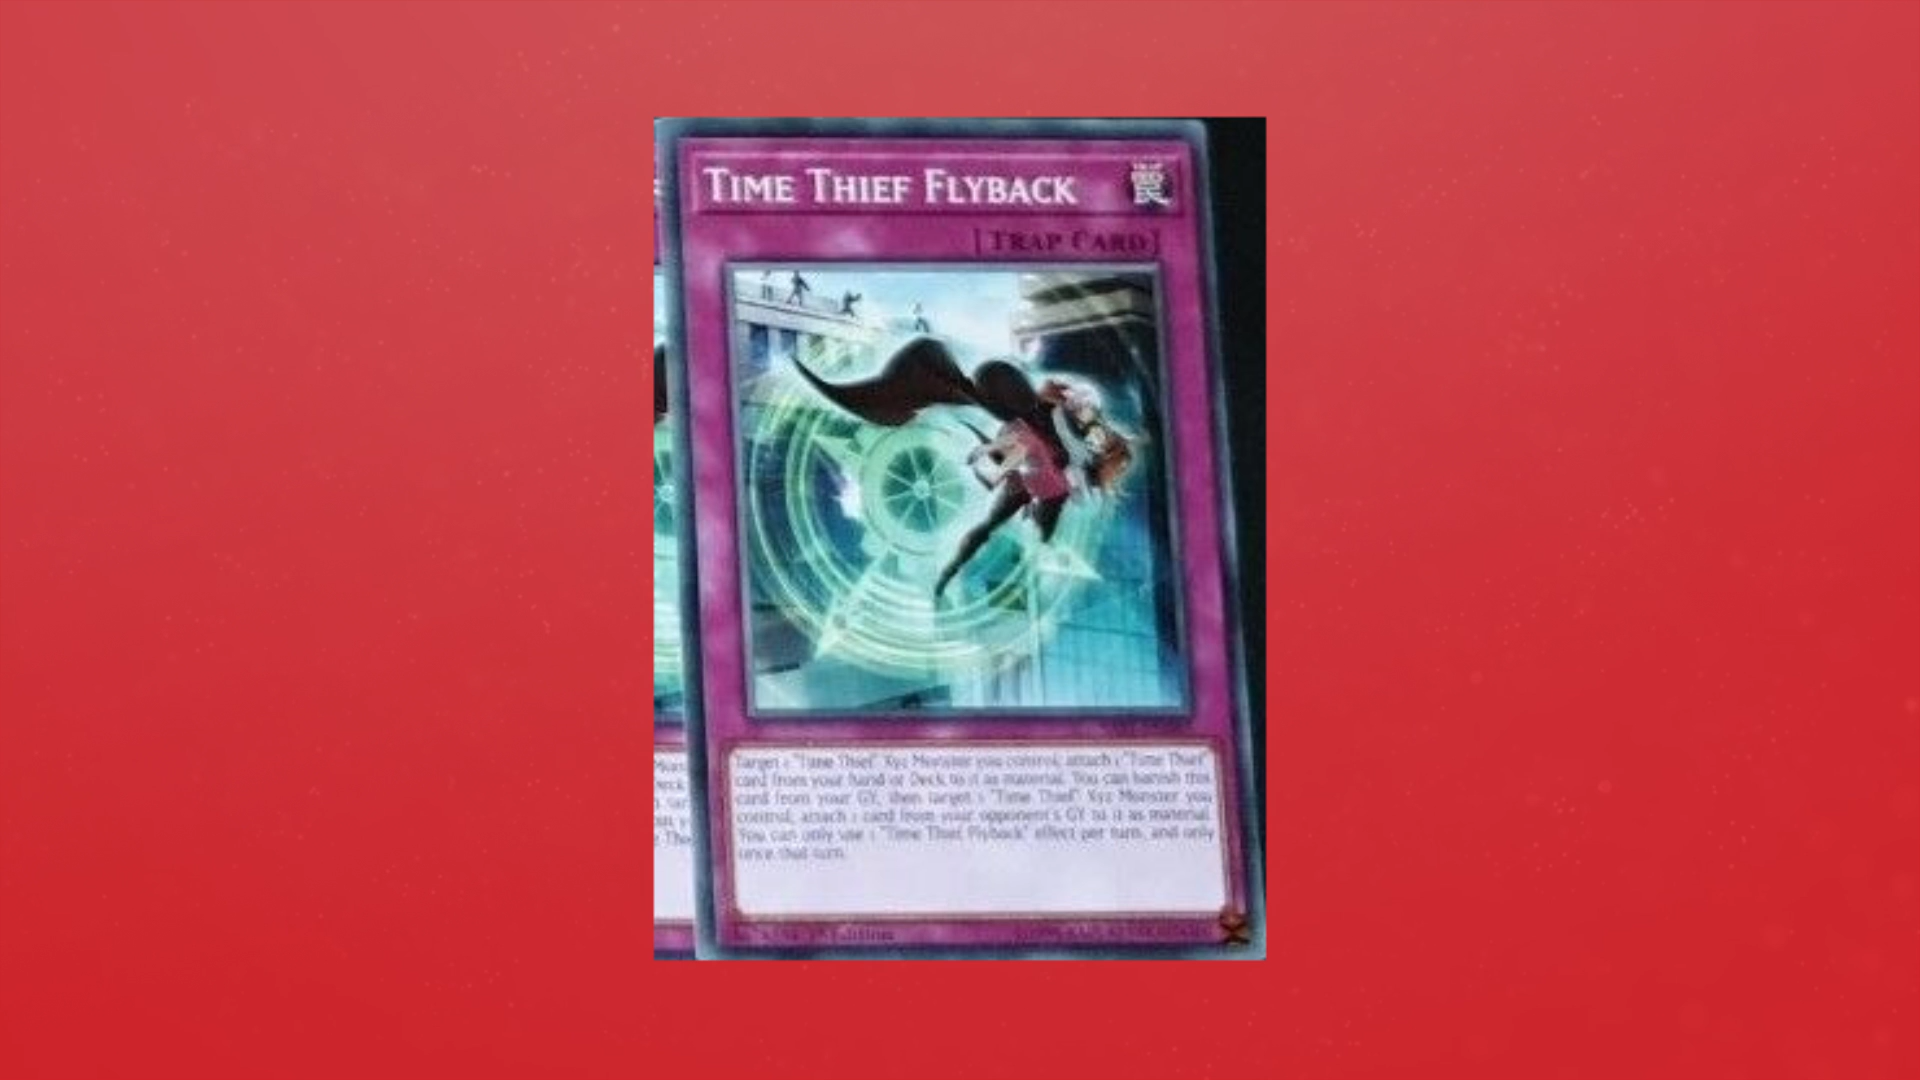 TIME THIEF FLYBACK
[TRAP CARD]
Target 1 "Time Thief" Xyz Monster you control; attach 1 "Time Thief"
card from your hand or Deck to it as material. You can banish this
card from your GY, then target 1 "Time Thief" Xyz Monster you
control; attach 1 card from your opponent's GY to it as material.
You can only use 1 "Time Thief Flyback" effect per turn, and only
once that turn.
Edition